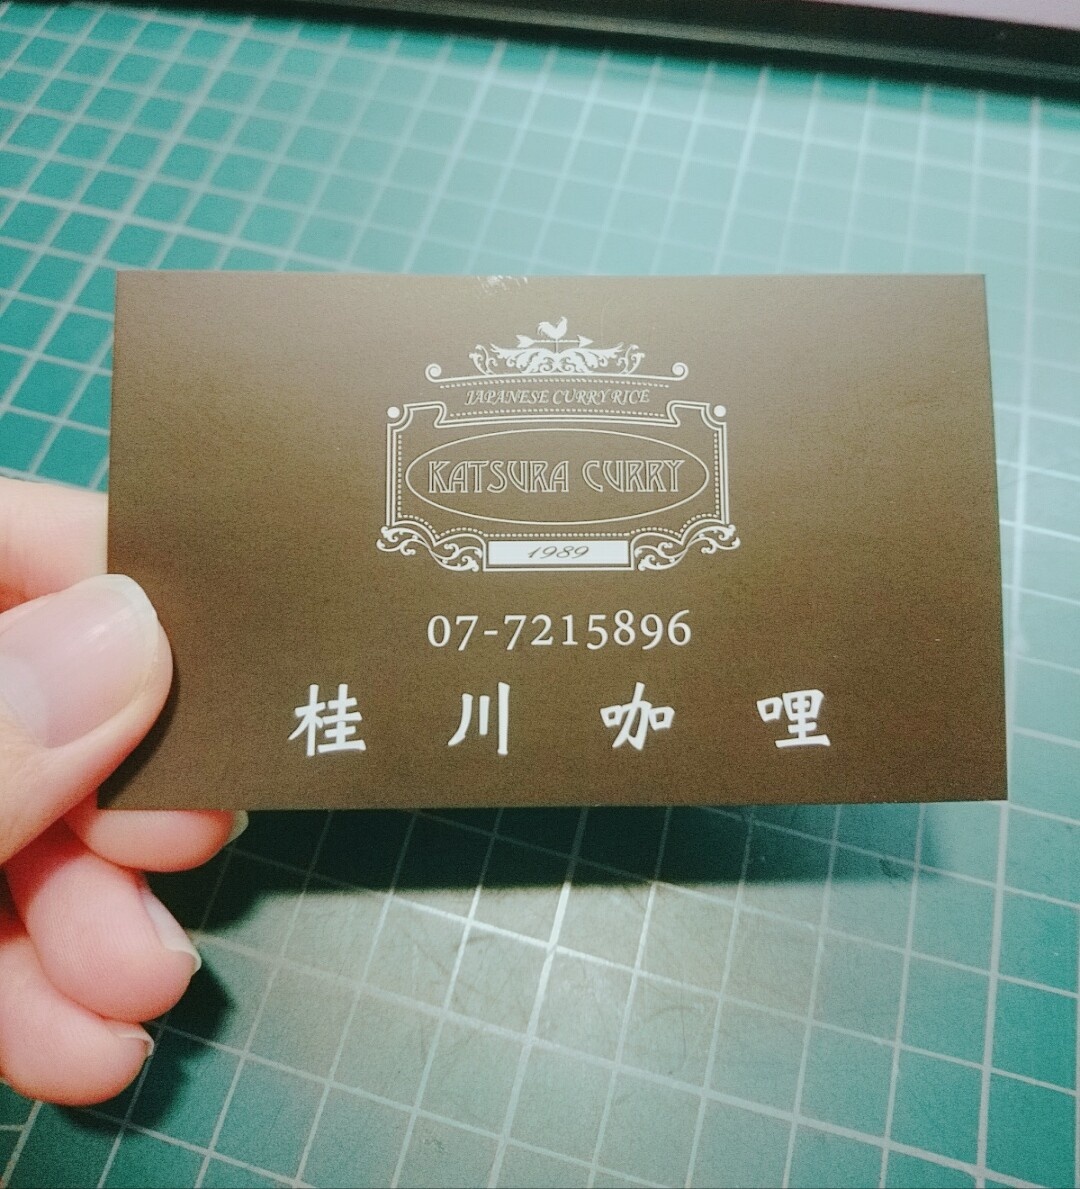 JAPANESE CURRY RICE
KATSURA CURRY
1989
07-7215896
桂川咖哩